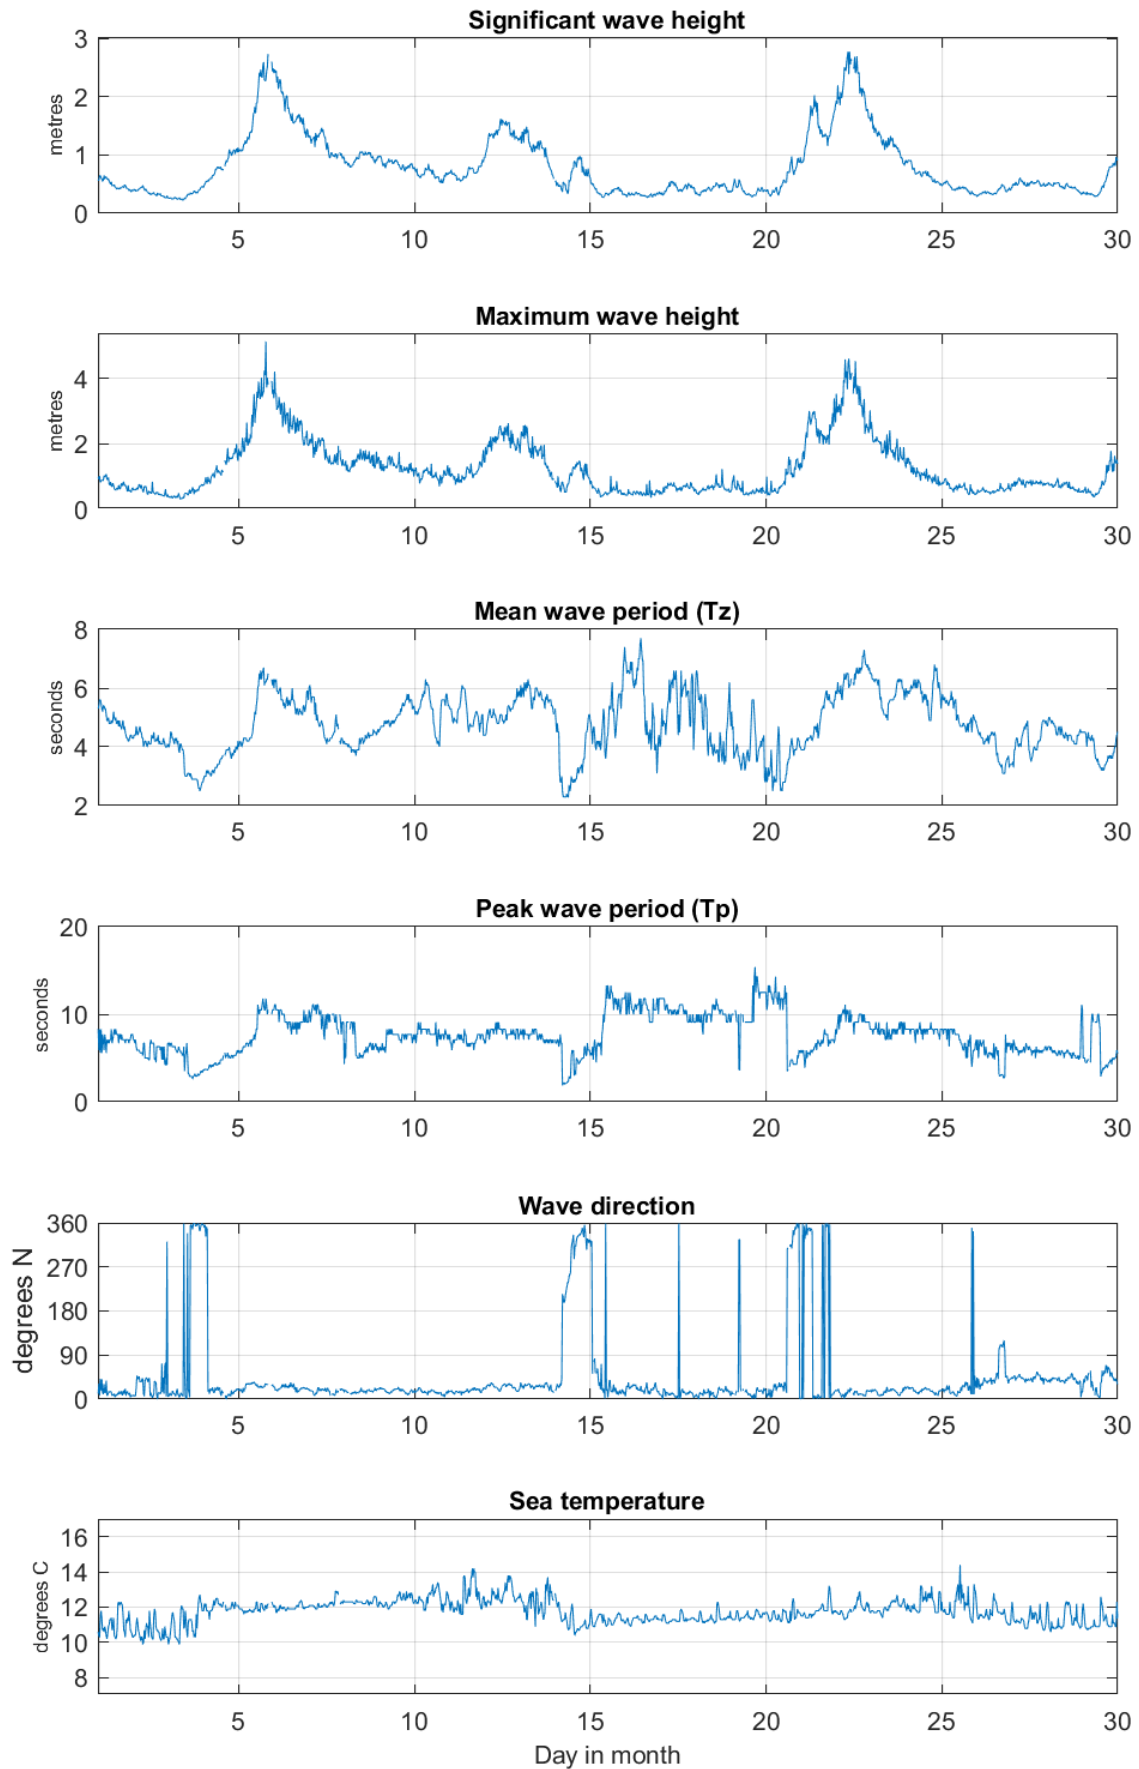 Significant wave height
3
2
1
0
metres
5 10 15 20 25 30
Maximum wave height
4
2
0
metres
5 10 15 20 25 30
Mean wave period (Tz)
8
6
4
2
seconds
5 10 15 20 25 30
Peak wave period (Tp)
20
10
0
seconds
5 10 15 20 25 30
Wave direction
360
270
180
90
0
degrees N
5 10 15 20 25 30
Sea temperature
16
14
12
10
8
degrees C
5 10 15 20 25 30
Day in month